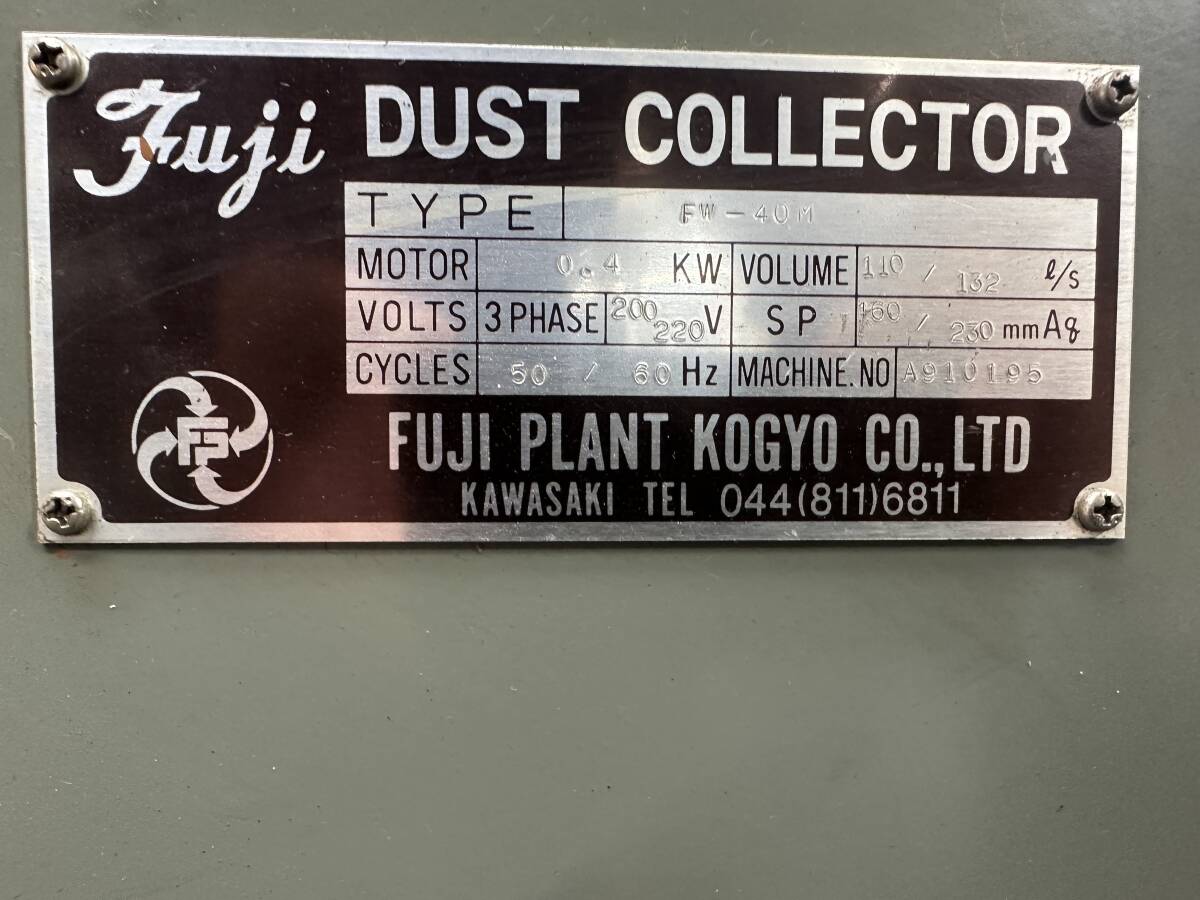 Fuji DUST COLLECTOR
TYPE FW-40M
MOTOR 0.4 KW VOLUME 110 / 132 ℓ/s
VOLTS 3 PHASE 200 220 V SP 160 / 230 mmAg
CYCLES 50 / 60 Hz MACHINE.NO A910195
FUJI PLANT KOGYO CO.,LTD
KAWASAKI TEL 044(811)6811